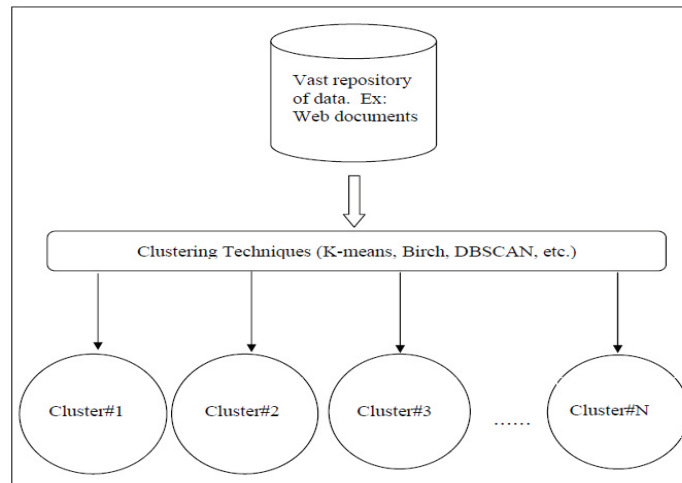 Vast repository
of data. Ex:
Web documents
Clustering Techniques (K-means, Birch, DBSCAN, etc.)
Cluster#1
Cluster#2
Cluster#3
......
Cluster#N